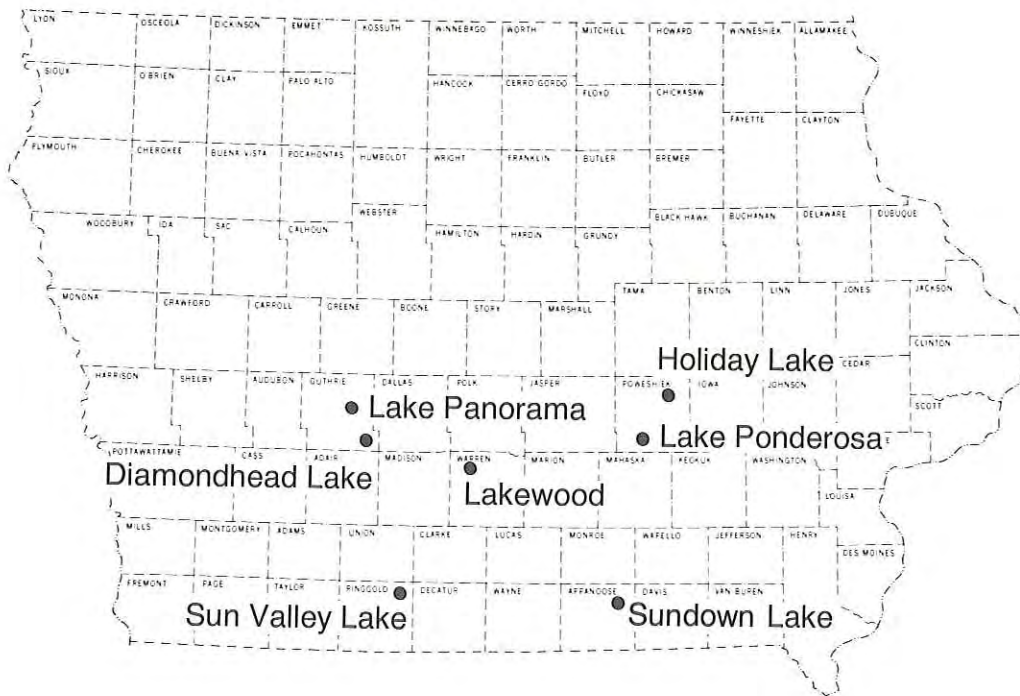 LYON
OSCEOLA
DICKINSON
EMMET
KOSSUTH
WINNEBAGO
WORTH
MITCHELL
HOWARD
WINNESHIEK
ALLAMAKEE
SIOUX
O BRIEN
CLAY
PALO ALTO
HANCOCK
CERRO GORDO
FLOYD
CHICKASAW
FAYETTE
CLAYTON
PLYMOUTH
CHEROKEE
BUENA VISTA
POCAHONTAS
HUMBOLDT
WRIGHT
FRANKLIN
BUTLER
BREMER
WOODBURY
IDA
SAC
CALHOUN
WEBSTER
HAMILTON
HARDIN
GRUNDY
BLACK HAWK
BUCHANAN
DELAWARE
DUBUQUE
MONONA
CRAWFORD
CARROLL
GREENE
BOONE
STORY
MARSHALL
TAMA
BENTON
LINN
JONES
JACKSON
CLINTON
Holiday Lake
CEDAR
HARRISON
SHELBY
AUDUBON
GUTHRIE
DALLAS
POLK
JASPER
POWESHIEK
IOWA
JOHNSON
SCOTT
Lake Panorama
Lake Ponderosa
E
POTTAWATTAMIE
CASS
ADAIR
MADISON
WARREN
MARION
MAHASKA
KEOKUK
WASHINGTON
LOUISA
Diamondhead Lake
Lakewood
MILLS
MONTGOMERY
ADAMS
UNION
CLARKE
LUCAS
MONROE
WAPELLO
JEFFERSON
HENRY
DES MOINES
FREMONT
PAGE
TAYLOR
RINGGOLD
DECATUR
WAYNE
APPANOOSE
DAVIS
VAN BUREN
Sun Valley Lake
Sundown Lake